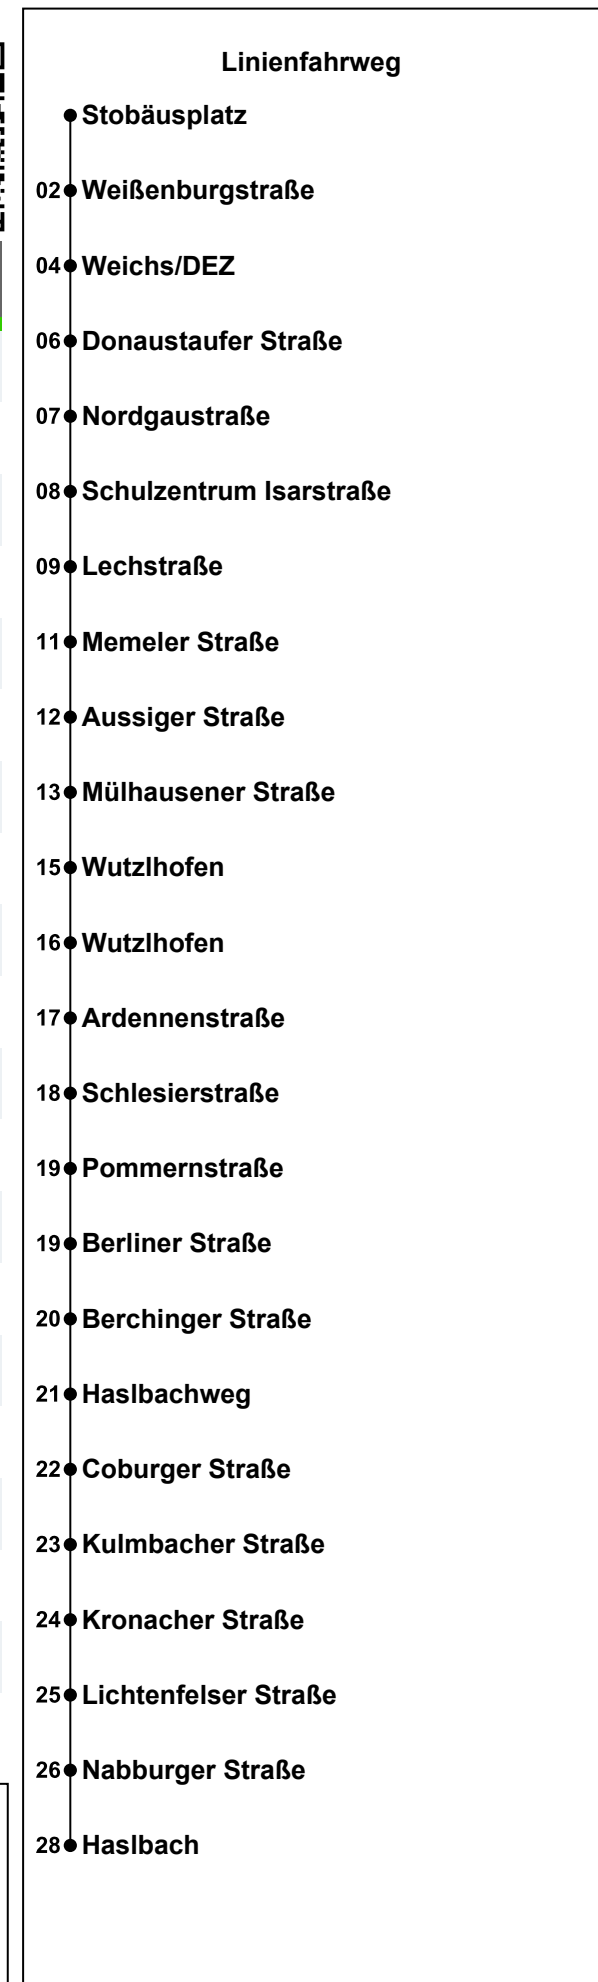 Linienfahrweg
Stobäusplatz
02 Weißenburgstraße
04 Weichs/DEZ
06 Donaustaufer Straße
07 Nordgaustraße
08 Schulzentrum Isarstraße
09 Lechstraße
11 Memeler Straße
12 Aussiger Straße
13 Mülhausener Straße
15 Wutzlhofen
16 Wutzlhofen
17 Ardennenstraße
18 Schlesierstraße
19 Pommernstraße
19 Berliner Straße
20 Berchinger Straße
21 Haslbachweg
22 Coburger Straße
23 Kulmbacher Straße
24 Kronacher Straße
25 Lichtenfelser Straße
26 Nabburger Straße
28 Haslbach